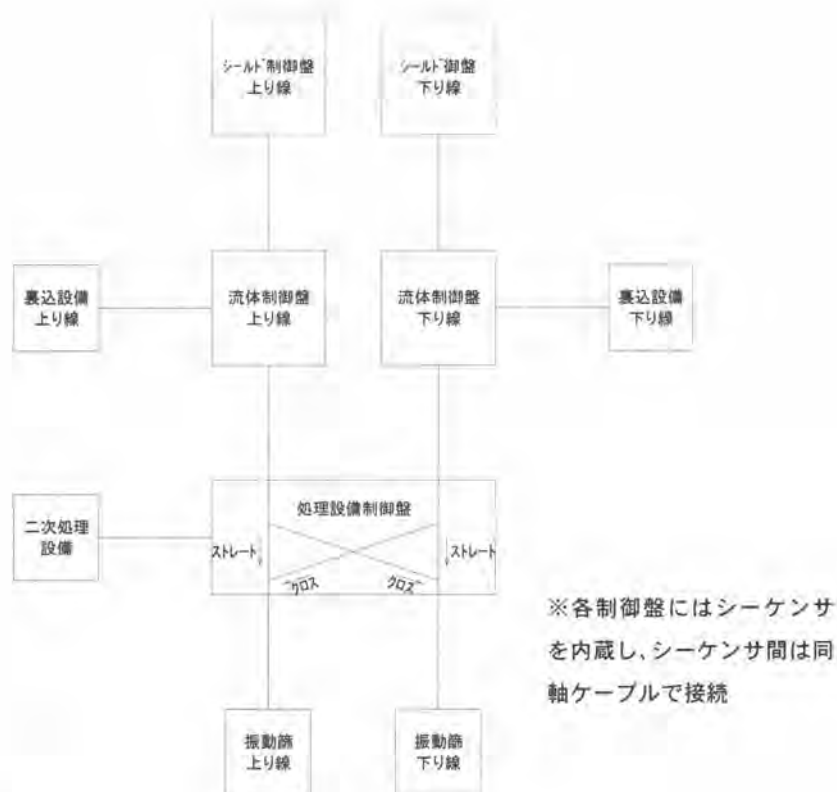 シールド制御盤
上り線
シールド御盤
下り線
裏込設備
上り線
流体制御盤
上り線
流体制御盤
下り線
裏込設備
下り線
二次処理
設備
処理設備制御盤
ストレート
ストレート
クロス
クロス
※各制御盤にはシーケンサ
を内蔵し、シーケンサ間は同
軸ケーブルで接続
振動篩
上り線
振動篩
下り線